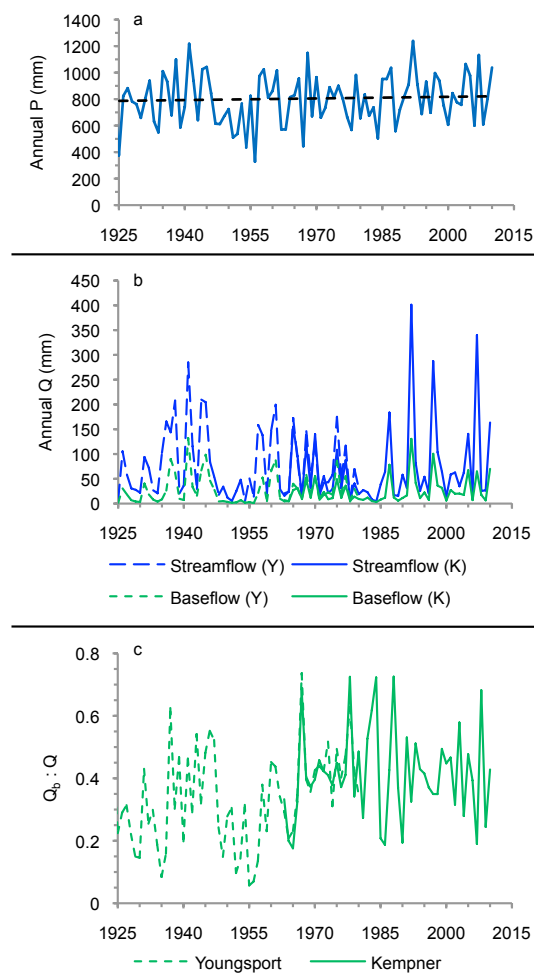 a
Annual P (mm)
1400
1200
1000
800
600
400
200
0
1925 1940 1955 1970 1985 2000 2015
b
Annual Q (mm)
450
400
350
300
250
200
150
100
50
0
1925 1940 1955 1970 1985 2000 2015
Streamflow (Y) Streamflow (K)
Baseflow (Y) Baseflow (K)
c
Qb : Q
0.8
0.6
0.4
0.2
0
1925 1940 1955 1970 1985 2000 2015
Youngsport Kempner